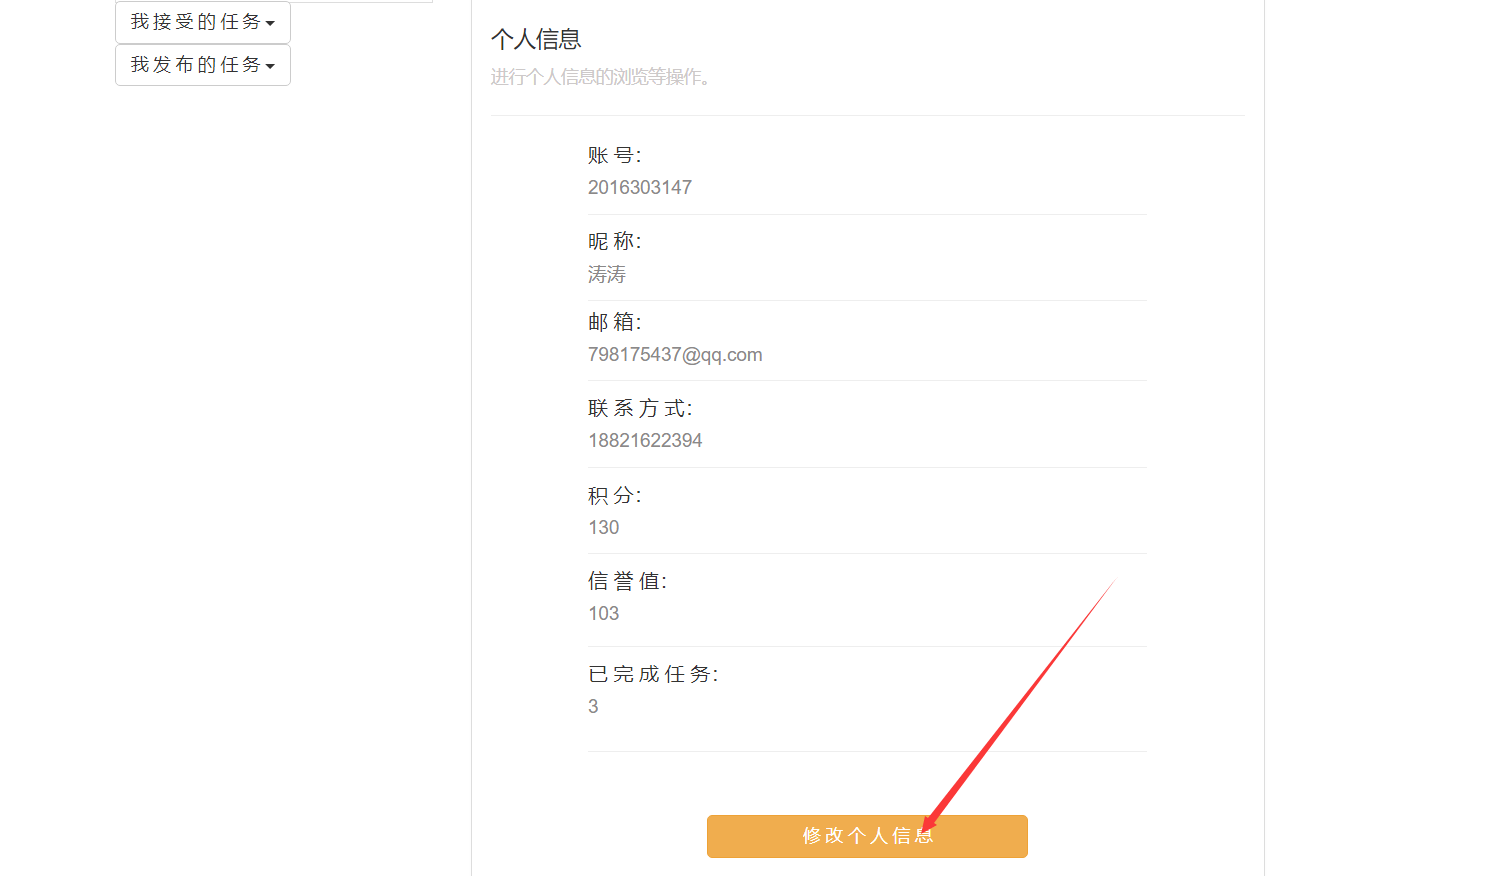 我接受的任务
我发布的任务
个人信息
进行个人信息的浏览等操作。
账号：
2016303147
昵称：
涛涛
邮箱：
798175437@qq.com
联系方式：
18821622394
积分：
130
信誉值：
103
已完成任务：
3
修改个人信息